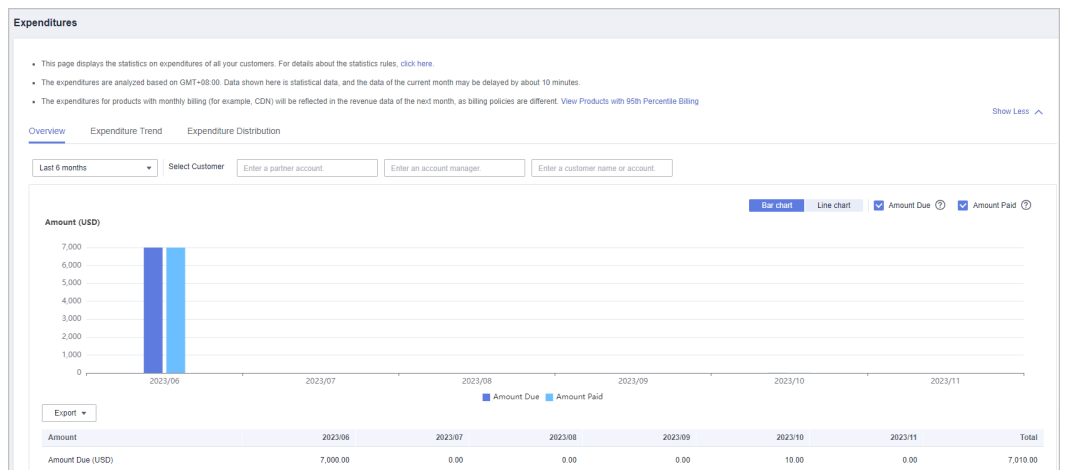 Expenditures
• This page displays the statistics on expenditures of all your customers. For details about the statistics rules, click here.
• The expenditures are analyzed based on GMT+08:00. Data shown here is statistical data, and the data of the current month may be delayed by about 10 minutes.
• The expenditures for products with monthly billing (for example, CDN) will be reflected in the revenue data of the next month, as billing policies are different. View Products with 95th Percentile Billing
Show Less
Overview Expenditure Trend Expenditure Distribution
Last 6 months Select Customer Enter a partner account. Enter an account manager. Enter a customer name or account.
Bar chart Line chart Amount Due ? Amount Paid ?
Amount (USD)
7,000
6,000
5,000
4,000
3,000
2,000
1,000
0
2023/06 2023/07 2023/08 2023/09 2023/10 2023/11
Amount Due Amount Paid
Export
Amount 2023/06 2023/07 2023/08 2023/09 2023/10 2023/11 Total
Amount Due (USD) 7,000.00 0.00 0.00 0.00 10.00 0.00 7,010.00